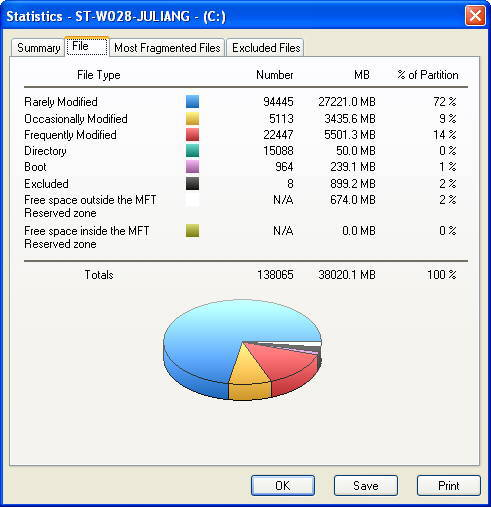 Statistics - ST-W028-JULIANG - (C:)
Summary File Most Fragmented Files Excluded Files
File Type Number MB % of Partition
Rarely Modified 94445 27221.0 MB 72 %
Occasionally Modified 5113 3435.6 MB 9 %
Frequently Modified 22447 5501.3 MB 14 %
Directory 15088 50.0 MB 0 %
Boot 964 239.1 MB 1 %
Excluded 8 899.2 MB 2 %
Free space outside the MFT N/A 674.0 MB 2 %
Reserved zone
Free space inside the MFT N/A 0.0 MB 0 %
Reserved zone
Totals 138065 38020.1 MB 100 %
OK Save Print